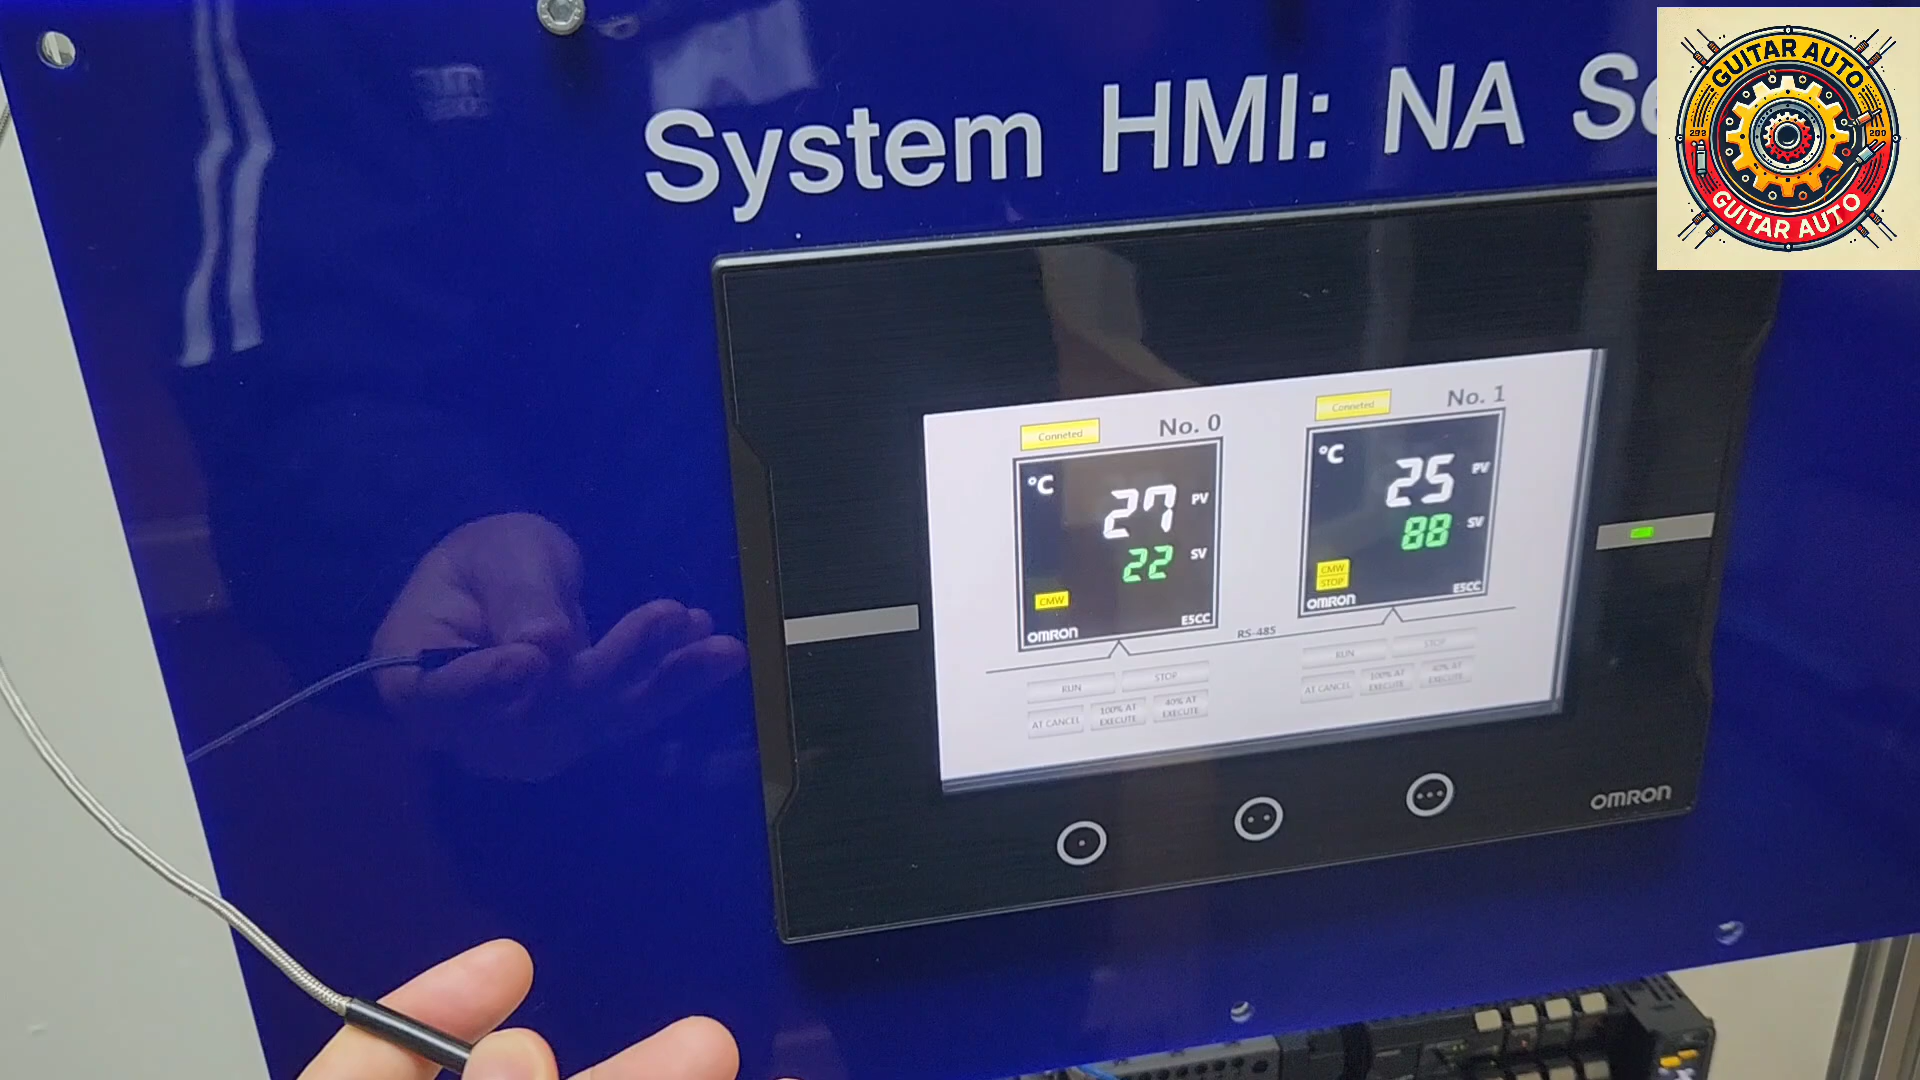 System HMI: NA Se
GUITAR AUTO
GUITAR AUTO
Conneted
No. 0
°C
27 PV
22 SV
CMW
OMRON
E5CC
Conneted
No. 1
°C
25 PV
88 SV
CMW
STOP
OMRON
E5CC
RS-485
RUN
STOP
AT CANCEL
100% AT
EXECUTE
40% AT
EXECUTE
RUN
STOP
AT CANCEL
100% AT
EXECUTE
40% AT
EXECUTE
OMRON